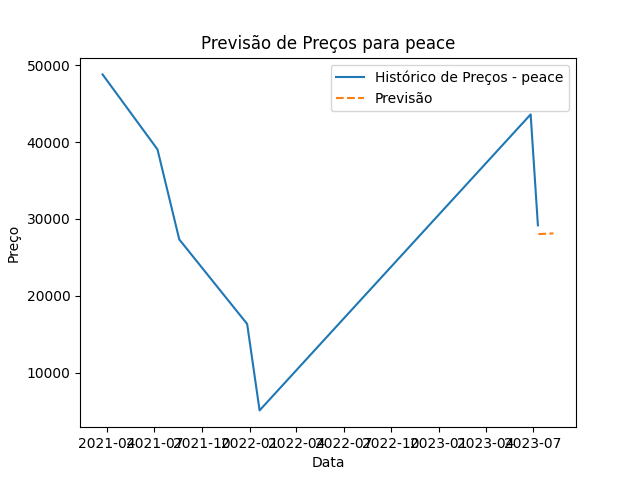 Previsão de Preços para peace
Histórico de Preços - peace
Previsão
Preço
50000
40000
30000
20000
10000
2021-04 2021-07 2021-10 2022-01 2022-04 2022-07 2022-10 2023-01 2023-04 2023-07
Data